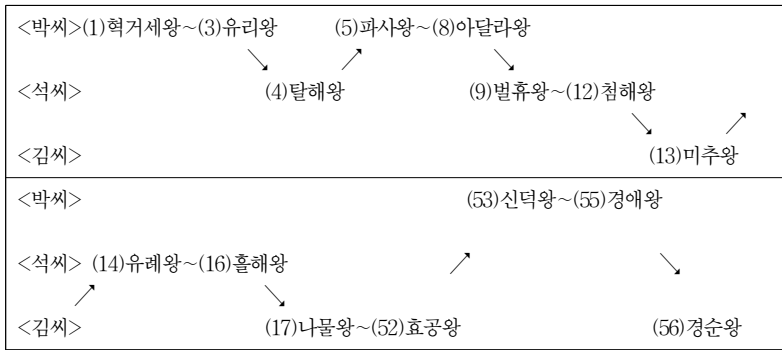 <박씨>(1)혁거세왕~(3)유리왕 (5)파사왕~(8)아달라왕
<석씨> (4)탈해왕 (9)벌휴왕~(12)첨해왕
<김씨> (13)미추왕
<박씨> (53)신덕왕~(55)경애왕
<석씨> (14)유례왕~(16)흘해왕
<김씨> (17)나물왕~(52)효공왕 (56)경순왕